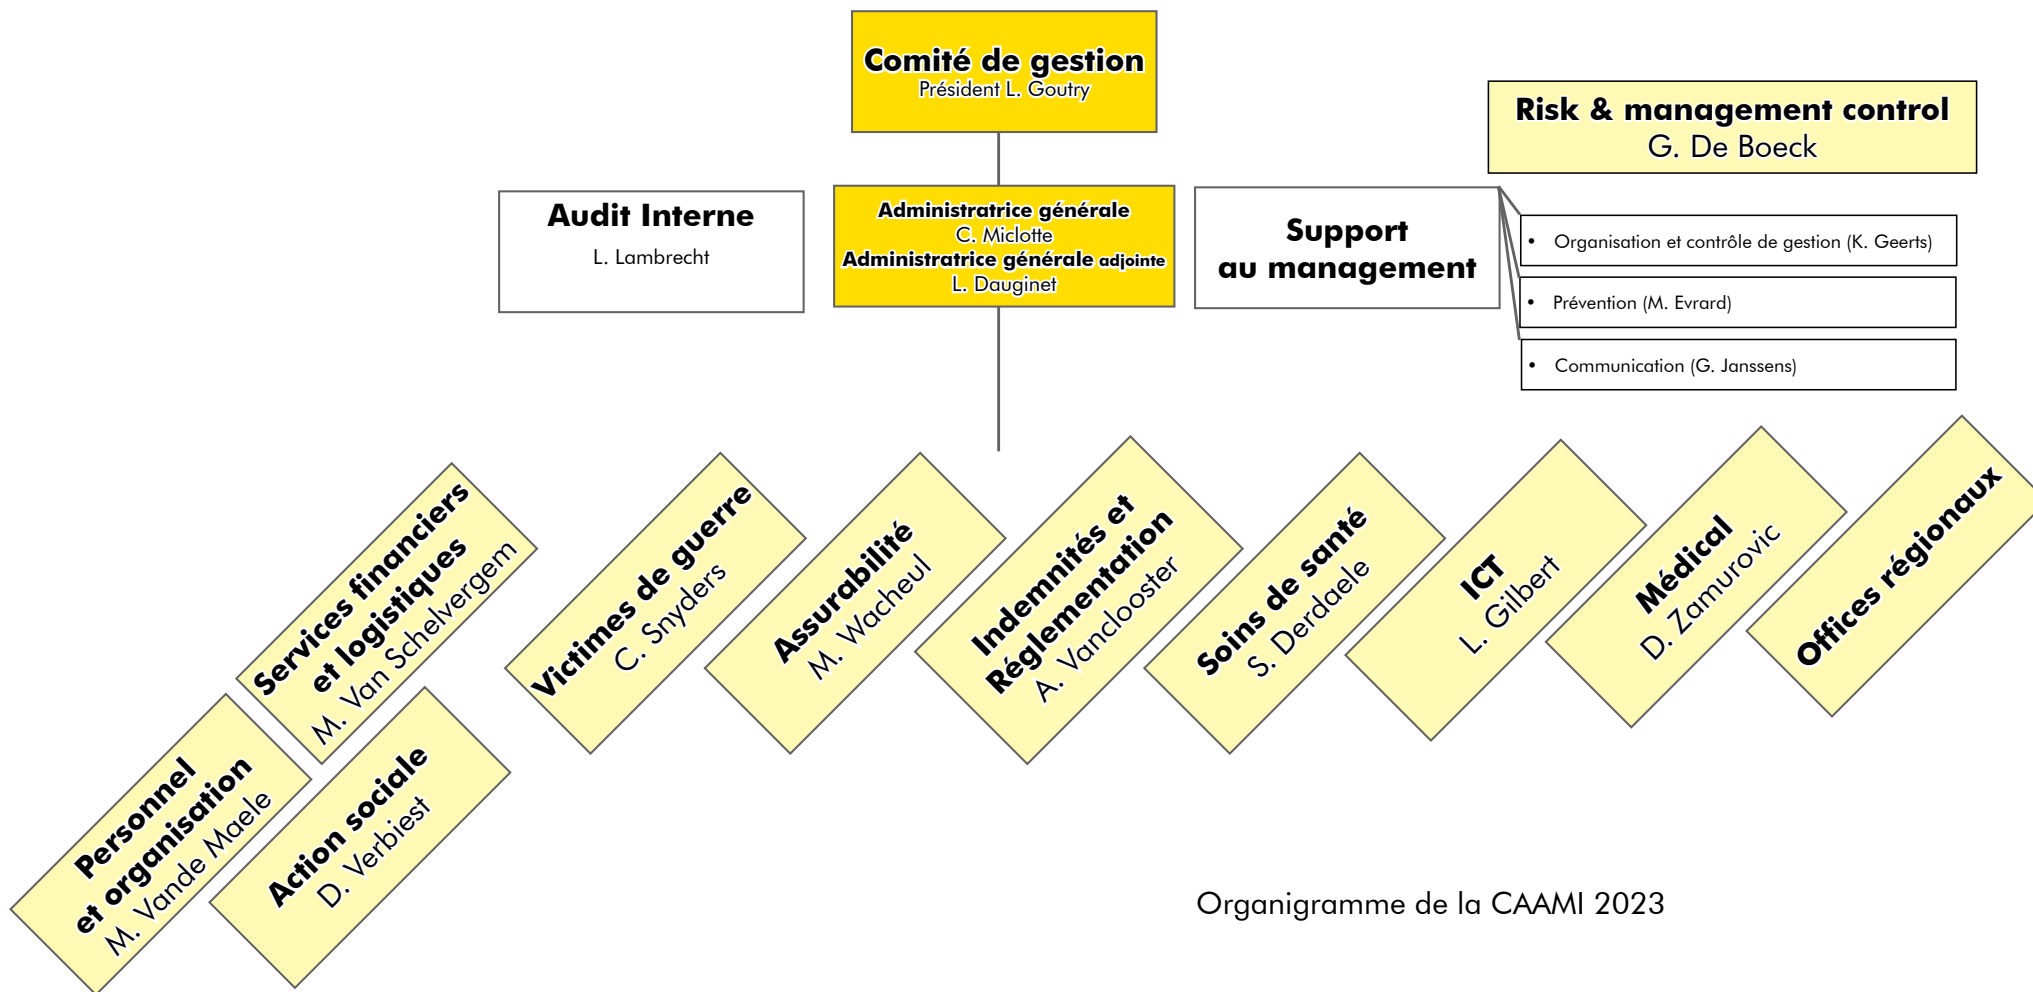 Comité de gestion
Président L. Goutry
Risk & management control
G. De Boeck
Audit Interne
L. Lambrecht
Administratrice générale
C. Miclotte
Administratrice générale adjointe
L. Dauginet
Support
au management
• Organisation et contrôle de gestion (K. Geerts)
• Prévention (M. Evrard)
• Communication (G. Janssens)
Personnel
et organisation
M. Vande Maele
Services financiers
et logistiques
M. Van Schelvergem
Action sociale
D. Verbiest
Victimes de guerre
C. Snyders
Assurabilité
M. Wacheul
Indemnités et
Réglementation
A. Vanclooster
Soins de santé
S. Derdaele
ICT
L. Gilbert
Médical
D. Zamurovic
Offices régionaux
Organigramme de la CAAMI 2023